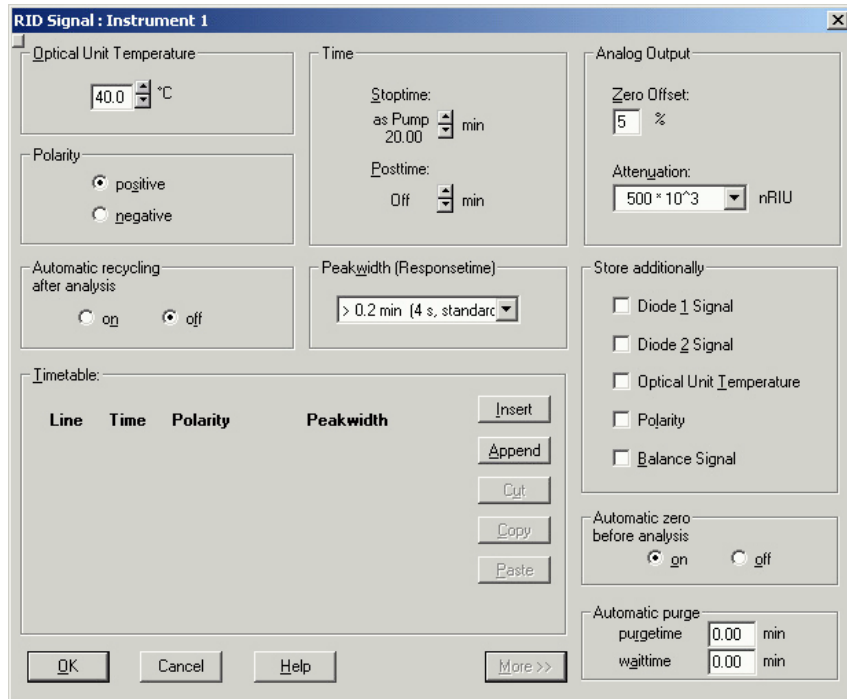 RID Signal : Instrument 1
Optical Unit Temperature
40.0 °C
Polarity
positive
negative
Automatic recycling
after analysis
on off
Time
Stoptime:
as Pump
20.00 min
Posttime:
Off min
Peakwidth (Responsetime)
> 0.2 min (4 s, standard
Analog Output
Zero Offset:
5 %
Attenuation:
500 * 10^3 nRIU
Store additionally
Diode 1 Signal
Diode 2 Signal
Optical Unit Temperature
Polarity
Balance Signal
Timetable:
Line Time Polarity Peakwidth
Insert
Append
Cut
Copy
Paste
Automatic zero
before analysis
on off
Automatic purge
purgetime 0.00 min
waittime 0.00 min
OK Cancel Help More >>